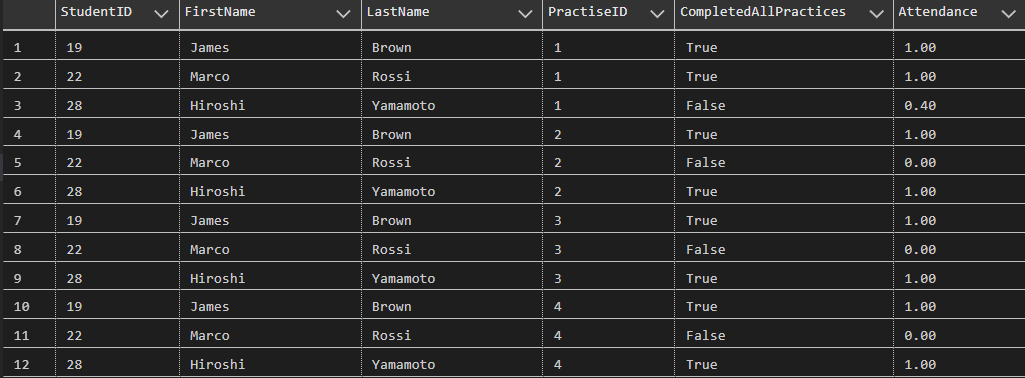 StudentID FirstName LastName PractiseID CompletedAllPractices Attendance
1 19 James Brown 1 True 1.00
2 22 Marco Rossi 1 True 1.00
3 28 Hiroshi Yamamoto 1 False 0.40
4 19 James Brown 2 True 1.00
5 22 Marco Rossi 2 False 0.00
6 28 Hiroshi Yamamoto 2 True 1.00
7 19 James Brown 3 True 1.00
8 22 Marco Rossi 3 False 0.00
9 28 Hiroshi Yamamoto 3 True 1.00
10 19 James Brown 4 True 1.00
11 22 Marco Rossi 4 False 0.00
12 28 Hiroshi Yamamoto 4 True 1.00